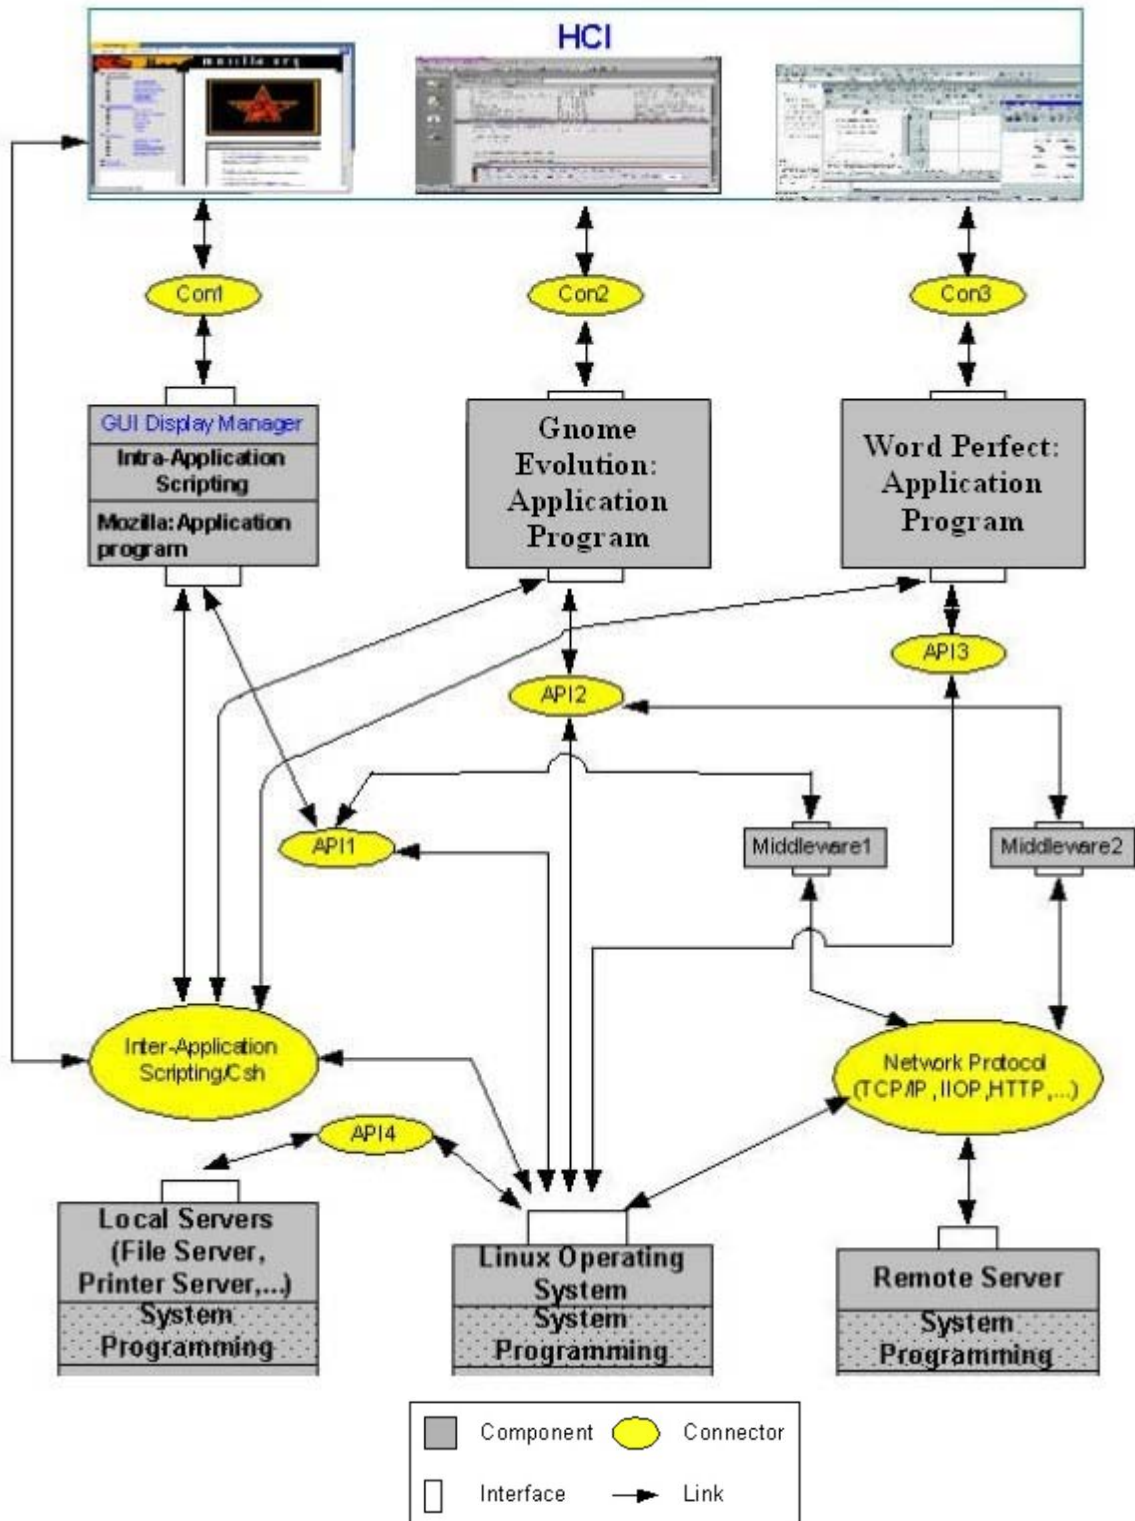 HCI
mozilla.org
Con1
Con2
Con3
GUI Display Manager
Intra-Application
Scripting
Mozilla: Application
program
Gnome
Evolution:
Application
Program
Word Perfect:
Application
Program
API3
API2
API1
Middleware1
Middleware2
Inter-Application
Scripting/Csh
Network Protocol
(TCP/IP, IIOP,HTTP,...)
API4
Local Servers
(File Server,
Printer Server,...)
System
Programming
Linux Operating
System
System
Programming
Remote Server
System
Programming
Component
Connector
Interface
Link